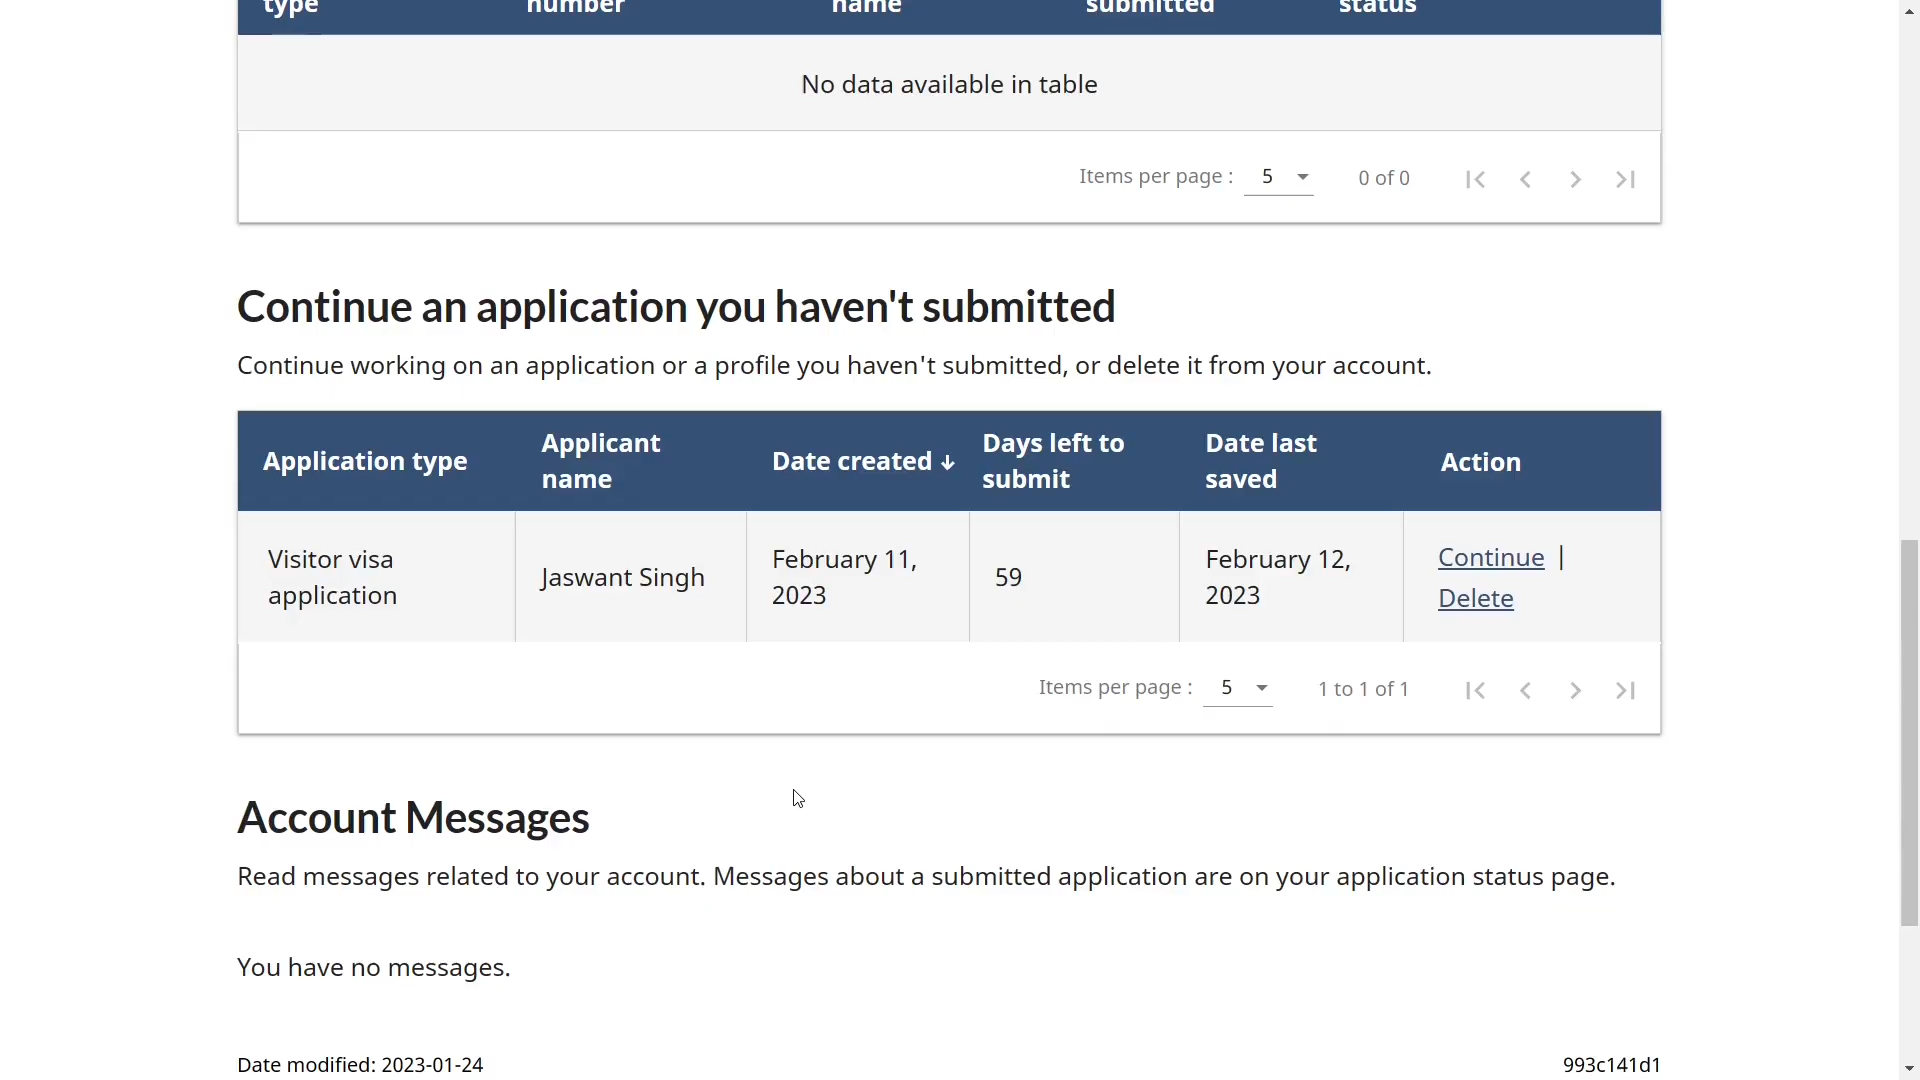 type number name submitted status
No data available in table
Items per page : 5 0 of 0
Continue an application you haven't submitted
Continue working on an application or a profile you haven't submitted, or delete it from your account.
Application type
Applicant
name
Date created
Days left to
submit
Date last
saved
Action
Visitor visa
application
Jaswant Singh
February 11,
2023
59
February 12,
2023
Continue |
Delete
Items per page : 5 1 to 1 of 1
Account Messages
Read messages related to your account. Messages about a submitted application are on your application status page.
You have no messages.
Date modified: 2023-01-24 993c141d1